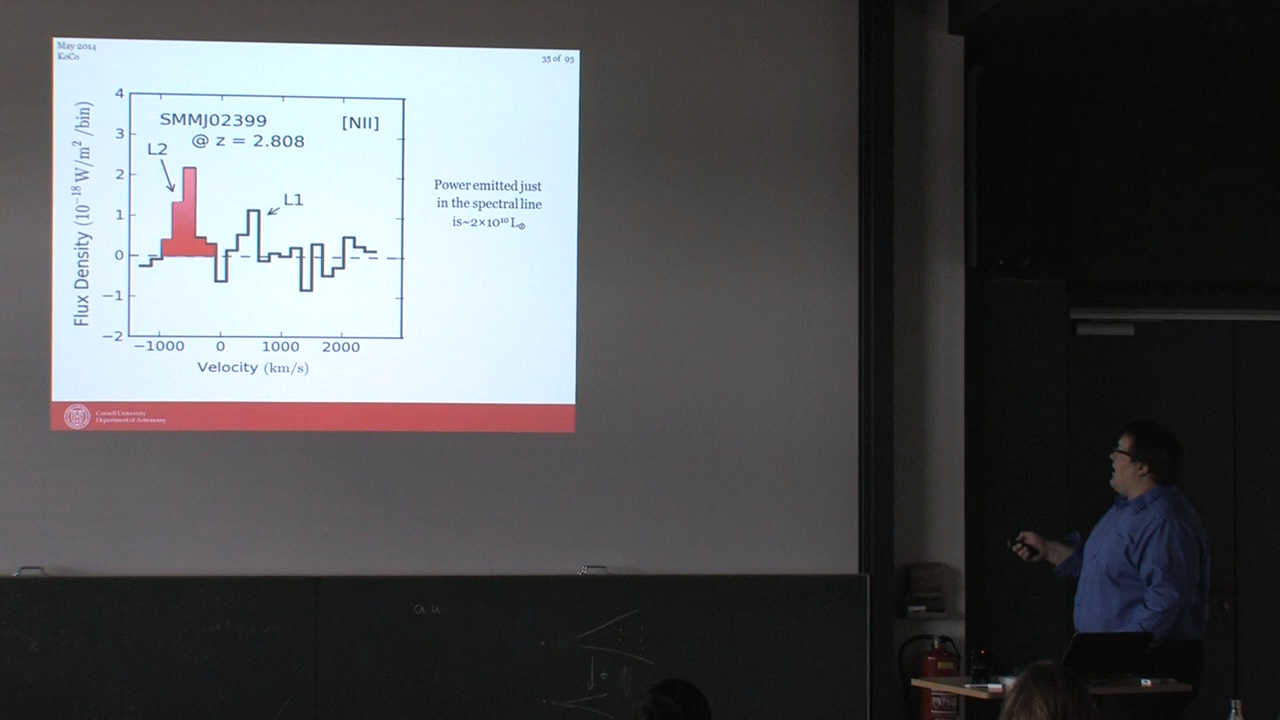 May 2014
KoCo
35 of 95
4
3
2
1
0
−1
−2
Flux Density (10⁻¹⁸ W/m² /bin)
SMMJ02399
[NII]
@ z = 2.808
L2
L1
−1000 0 1000 2000
Velocity (km/s)
Power emitted just
in the spectral line
is~2×10¹⁰ L⊙
Cornell University
Department of Astronomy
a.u.